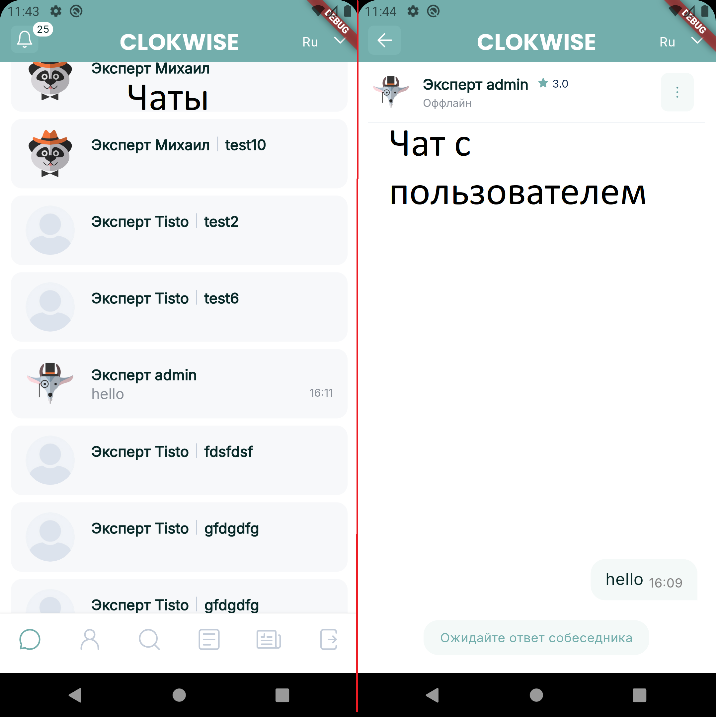 11:43
25
CLOKWISE
Ru
DEBUG
Эксперт Михаил
Чаты
Эксперт Михаил | test10
Эксперт Tisto | test2
Эксперт Tisto | test6
Эксперт admin
hello
16:11
Эксперт Tisto | fdsfdsf
Эксперт Tisto | gfdgdfg
Эксперт Tisto | gfdgdfg
11:44
CLOKWISE
Ru
DEBUG
Эксперт admin ★ 3.0
Оффлайн
Чат с
пользователем
hello 16:09
Ожидайте ответ собеседника